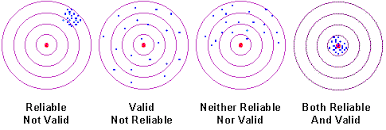 Reliable
Not Valid
Valid
Not Reliable
Neither Reliable
Nor Valid
Both Reliable
And Valid